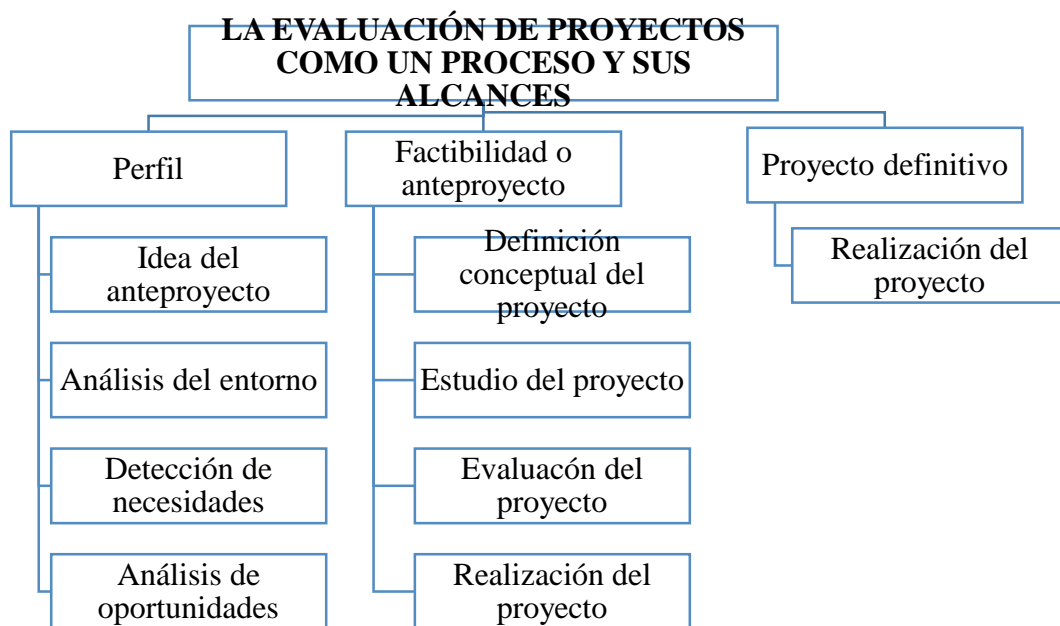 LA EVALUACIÓN DE PROYECTOS
COMO UN PROCESO Y SUS
ALCANCES
Perfil
Idea del
anteproyecto
Análisis del entorno
Detección de
necesidades
Análisis de
oportunidades
Factibilidad o
anteproyecto
Definición
conceptual del
proyecto
Estudio del proyecto
Evaluacón del
proyecto
Realización del
proyecto
Proyecto definitivo
Realización del
proyecto